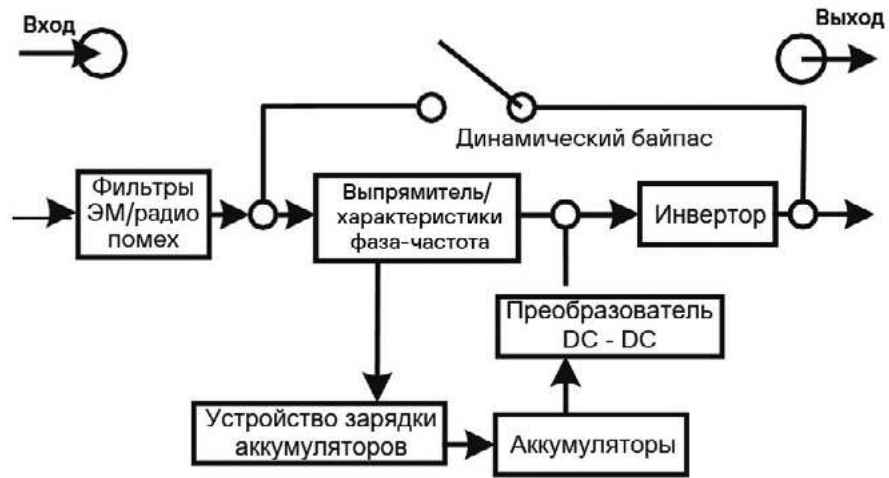 Вход
Выход
Динамический байпас
Фильтры
ЭМ/радио
помех
Выпрямитель/
характеристики
фаза-частота
Инвертор
Преобразователь
DC - DC
Устройство зарядки
аккумуляторов
Аккумуляторы